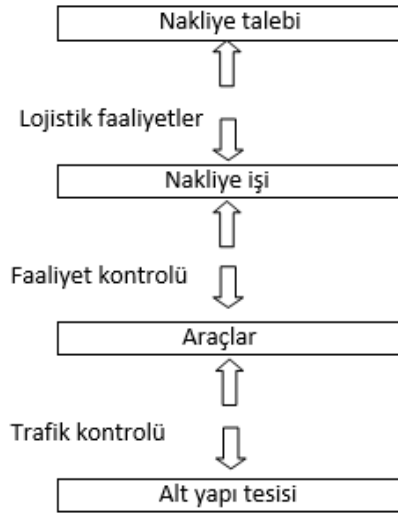 Nakliye talebi
Lojistik faaliyetler
Nakliye işi
Faaliyet kontrolü
Araçlar
Trafik kontrolü
Alt yapı tesisi